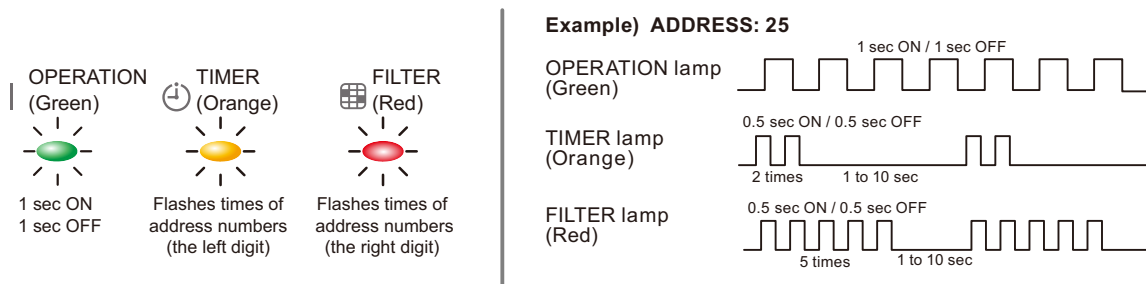 OPERATION
(Green)
1 sec ON
1 sec OFF
TIMER
(Orange)
Flashes times of
address numbers
(the left digit)
FILTER
(Red)
Flashes times of
address numbers
(the right digit)
Example) ADDRESS: 25
OPERATION lamp
(Green)
1 sec ON / 1 sec OFF
TIMER lamp
(Orange)
0.5 sec ON / 0.5 sec OFF
2 times
1 to 10 sec
FILTER lamp
(Red)
0.5 sec ON / 0.5 sec OFF
5 times
1 to 10 sec